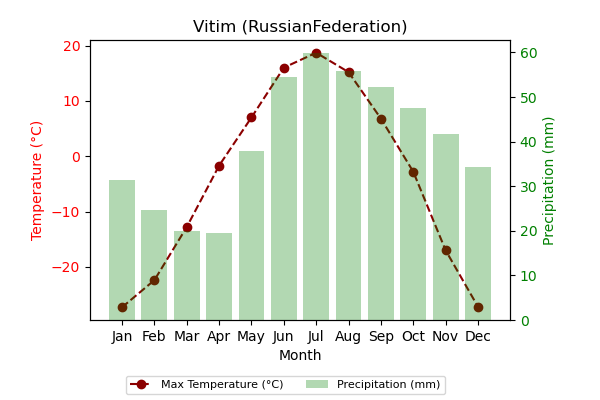 Vitim (RussianFederation)
20
10
0
−10
−20
Temperature (°C)
60
50
40
30
20
10
0
Precipitation (mm)
Jan Feb Mar Apr May Jun Jul Aug Sep Oct Nov Dec
Month
Max Temperature (°C) Precipitation (mm)